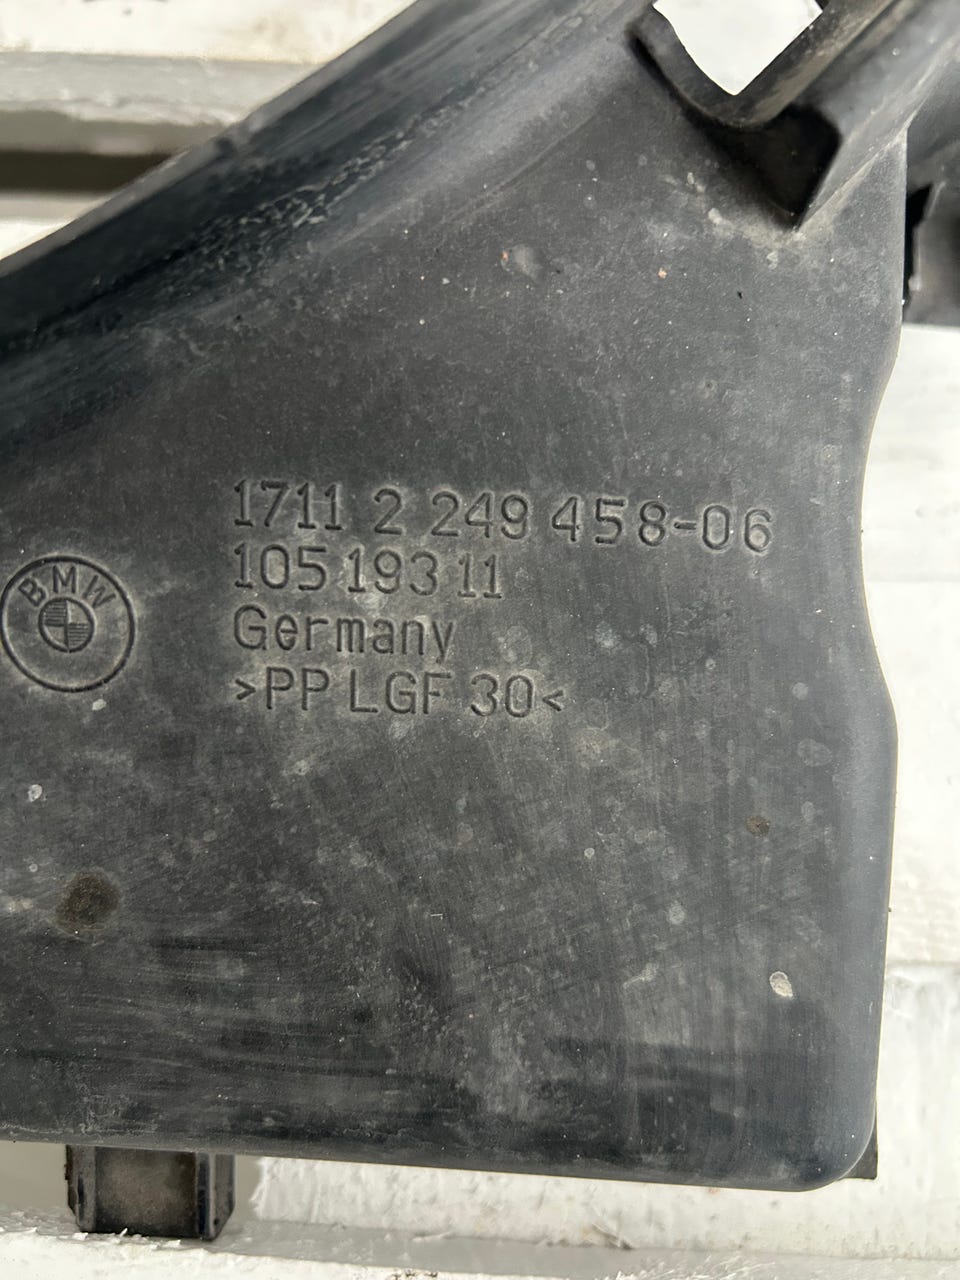 1711 2 249 458-06
105 193 11
BMW
Germany
>PP LGF 30<